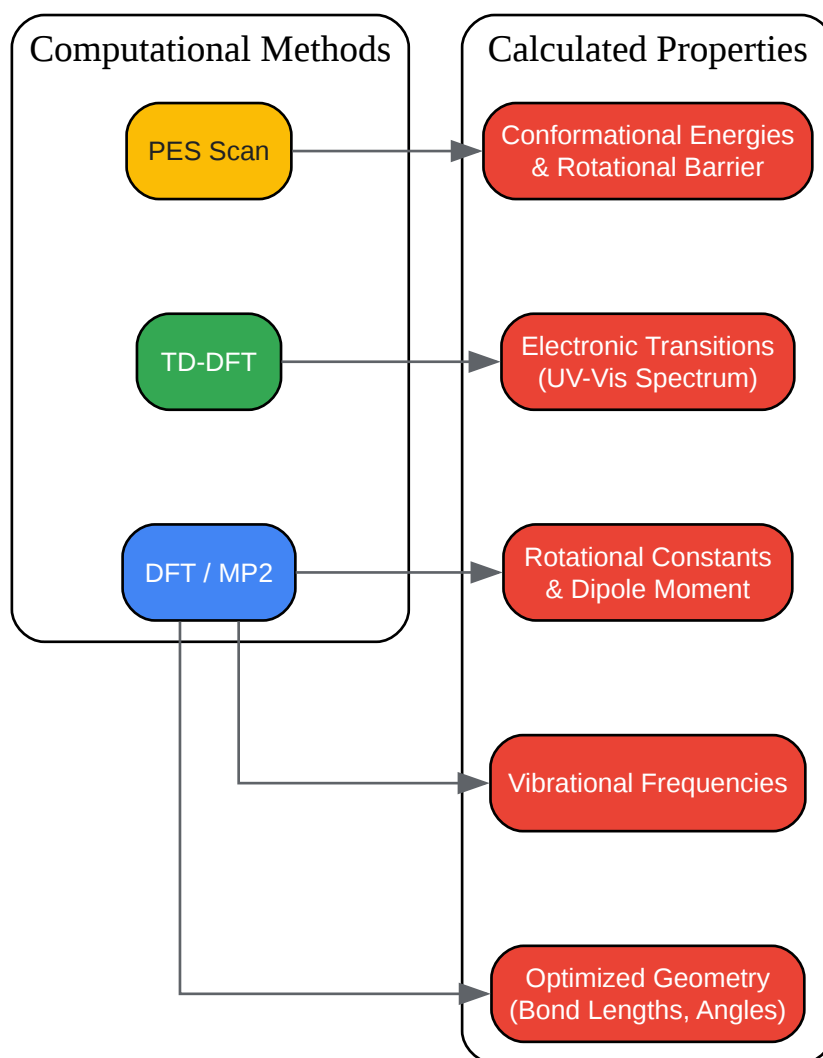 Computational Methods
Calculated Properties
PES Scan
Conformational Energies
& Rotational Barrier
TD-DFT
Electronic Transitions
(UV-Vis Spectrum)
DFT / MP2
Rotational Constants
& Dipole Moment
Vibrational Frequencies
Optimized Geometry
(Bond Lengths, Angles)